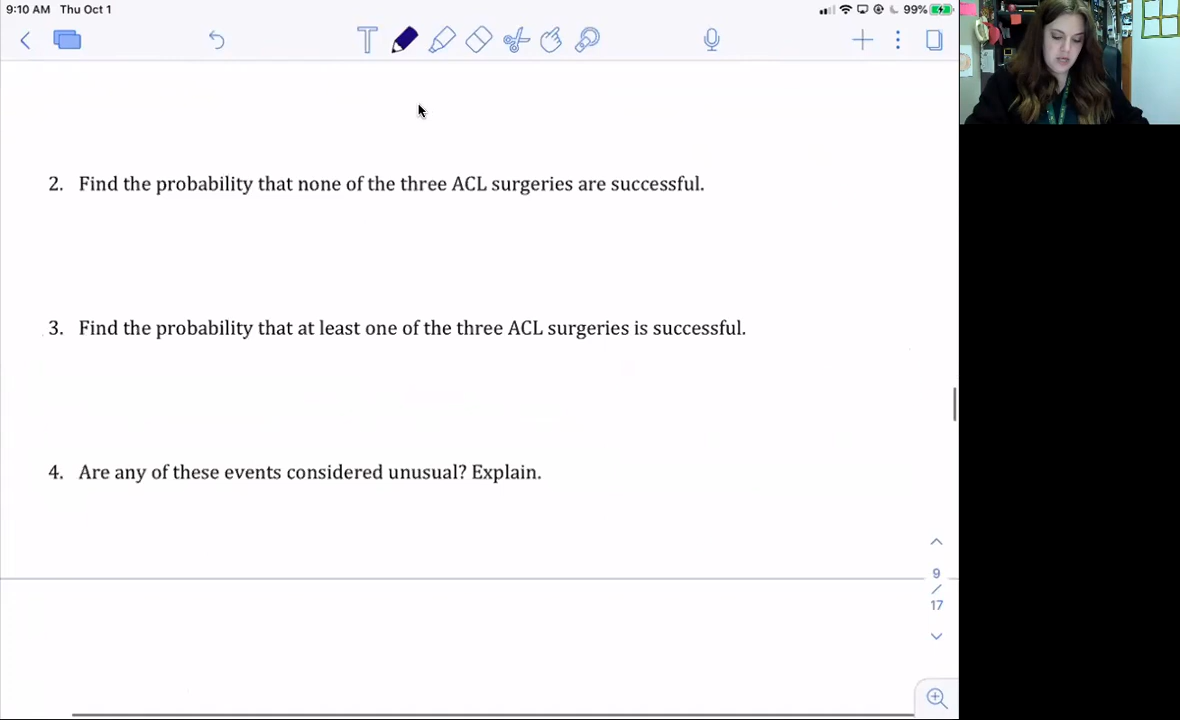 9:10 AM Thu Oct 1
99%
T
2. Find the probability that none of the three ACL surgeries are successful.
3. Find the probability that at least one of the three ACL surgeries is successful.
4. Are any of these events considered unusual? Explain.
9
/
17